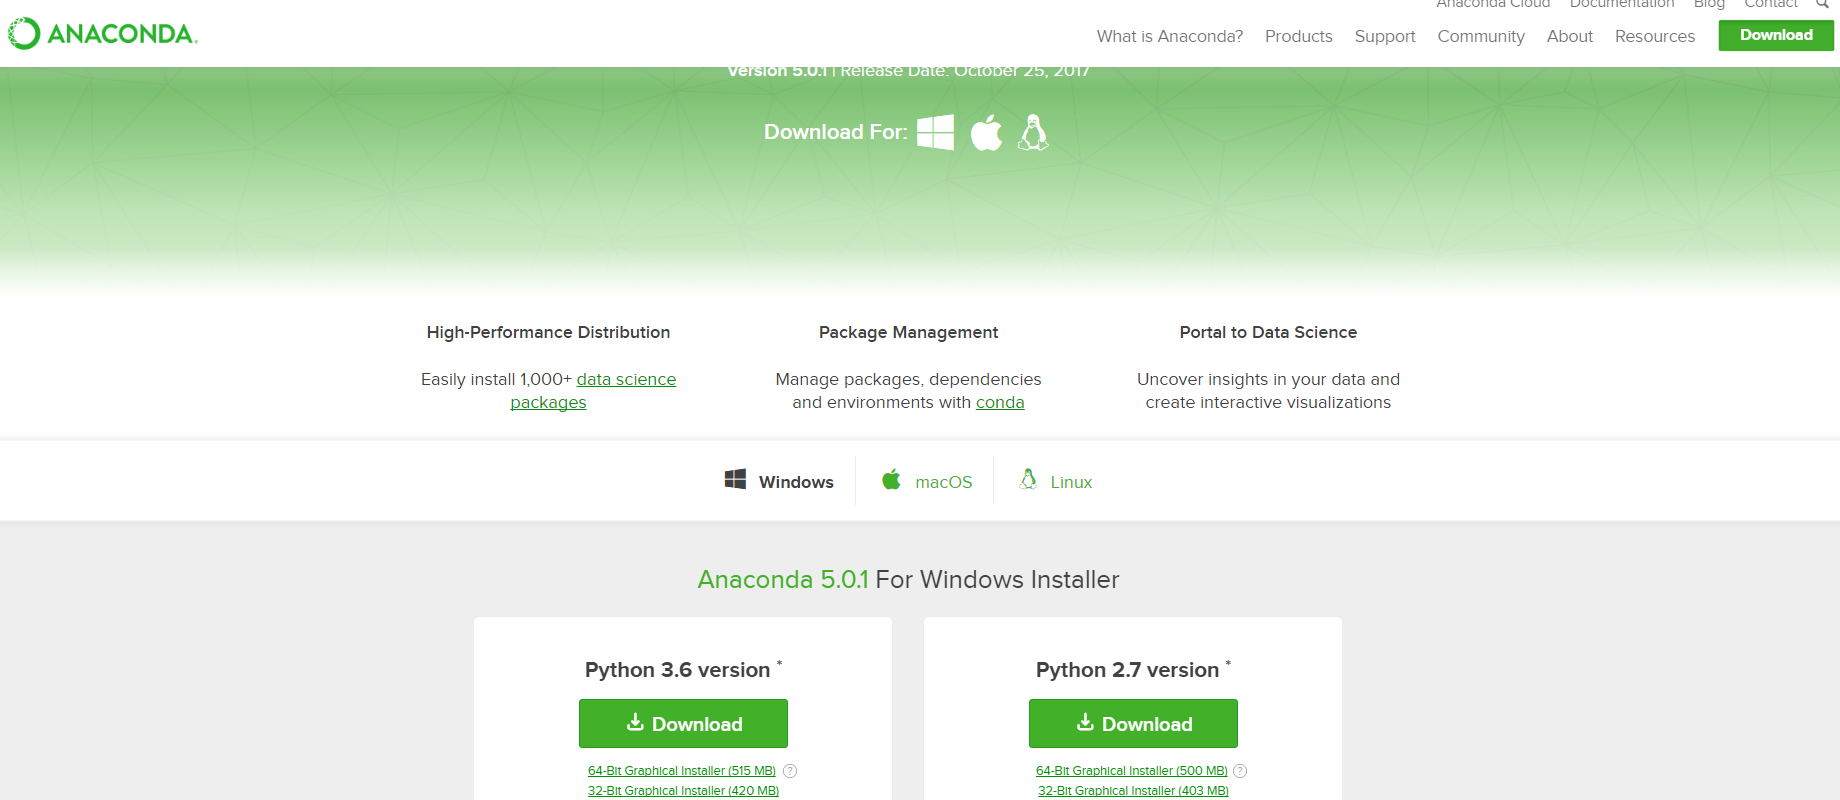 Anaconda Cloud Documentation Blog Contact
ANACONDA.
What is Anaconda? Products Support Community About Resources Download
Version 5.0.1 | Release Date: October 25, 2017
Download For:
High-Performance Distribution
Easily install 1,000+ data science
packages
Package Management
Manage packages, dependencies
and environments with conda
Portal to Data Science
Uncover insights in your data and
create interactive visualizations
Windows macOS Linux
Anaconda 5.0.1 For Windows Installer
Python 3.6 version *
Download
64-Bit Graphical Installer (515 MB) ?
32-Bit Graphical Installer (420 MB)
Python 2.7 version *
Download
64-Bit Graphical Installer (500 MB) ?
32-Bit Graphical Installer (403 MB)